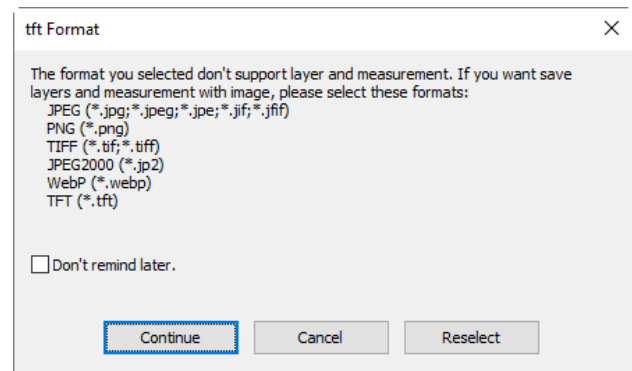 tft Format
The format you selected don't support layer and measurement. If you want save
layers and measurement with image, please select these formats:
JPEG (*.jpg;*.jpeg;*.jpe;*.jif;*.jfif)
PNG (*.png)
TIFF (*.tif;*.tiff)
JPEG2000 (*.jp2)
WebP (*.webp)
TFT (*.tft)
Don't remind later.
Continue Cancel Reselect